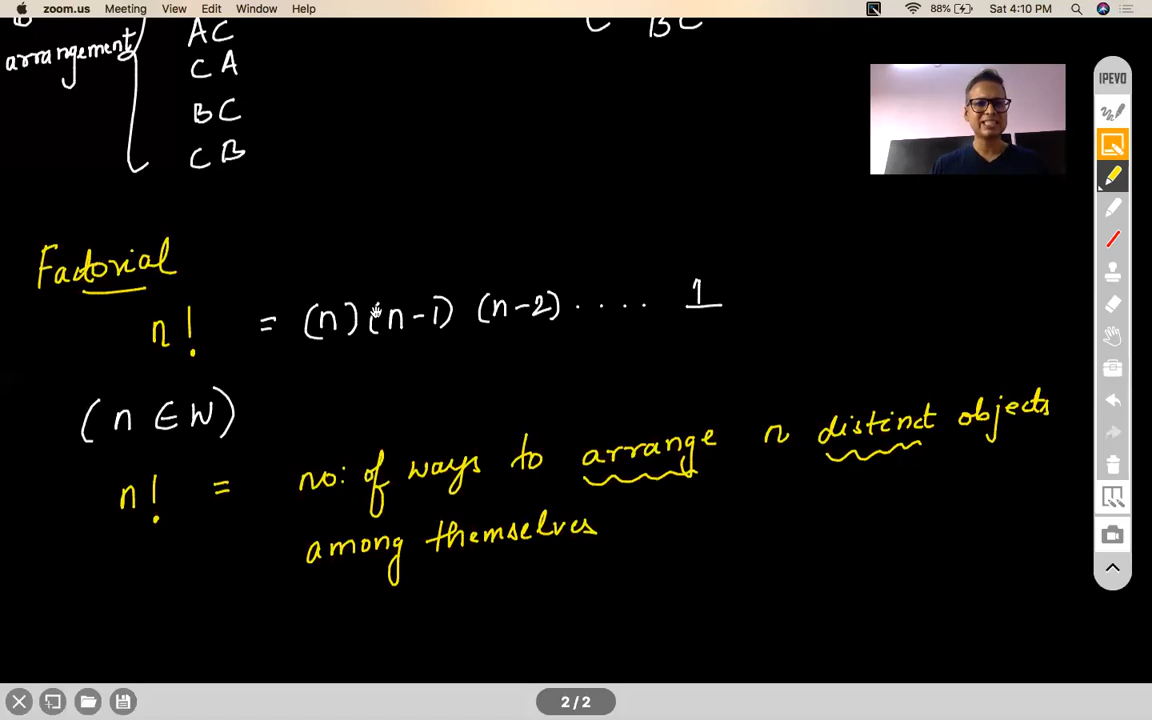 zoom.us Meeting View Edit Window Help 88% Sat 4:10 PM
arrangement
AC
CA
BC
CB
C BC
IPEVO
Factorial
n! = (n) (n-1) (n-2) . . . . . 1
(n ∈ W)
n! = no: of ways to arrange n distinct objects
among themselves
2 / 2